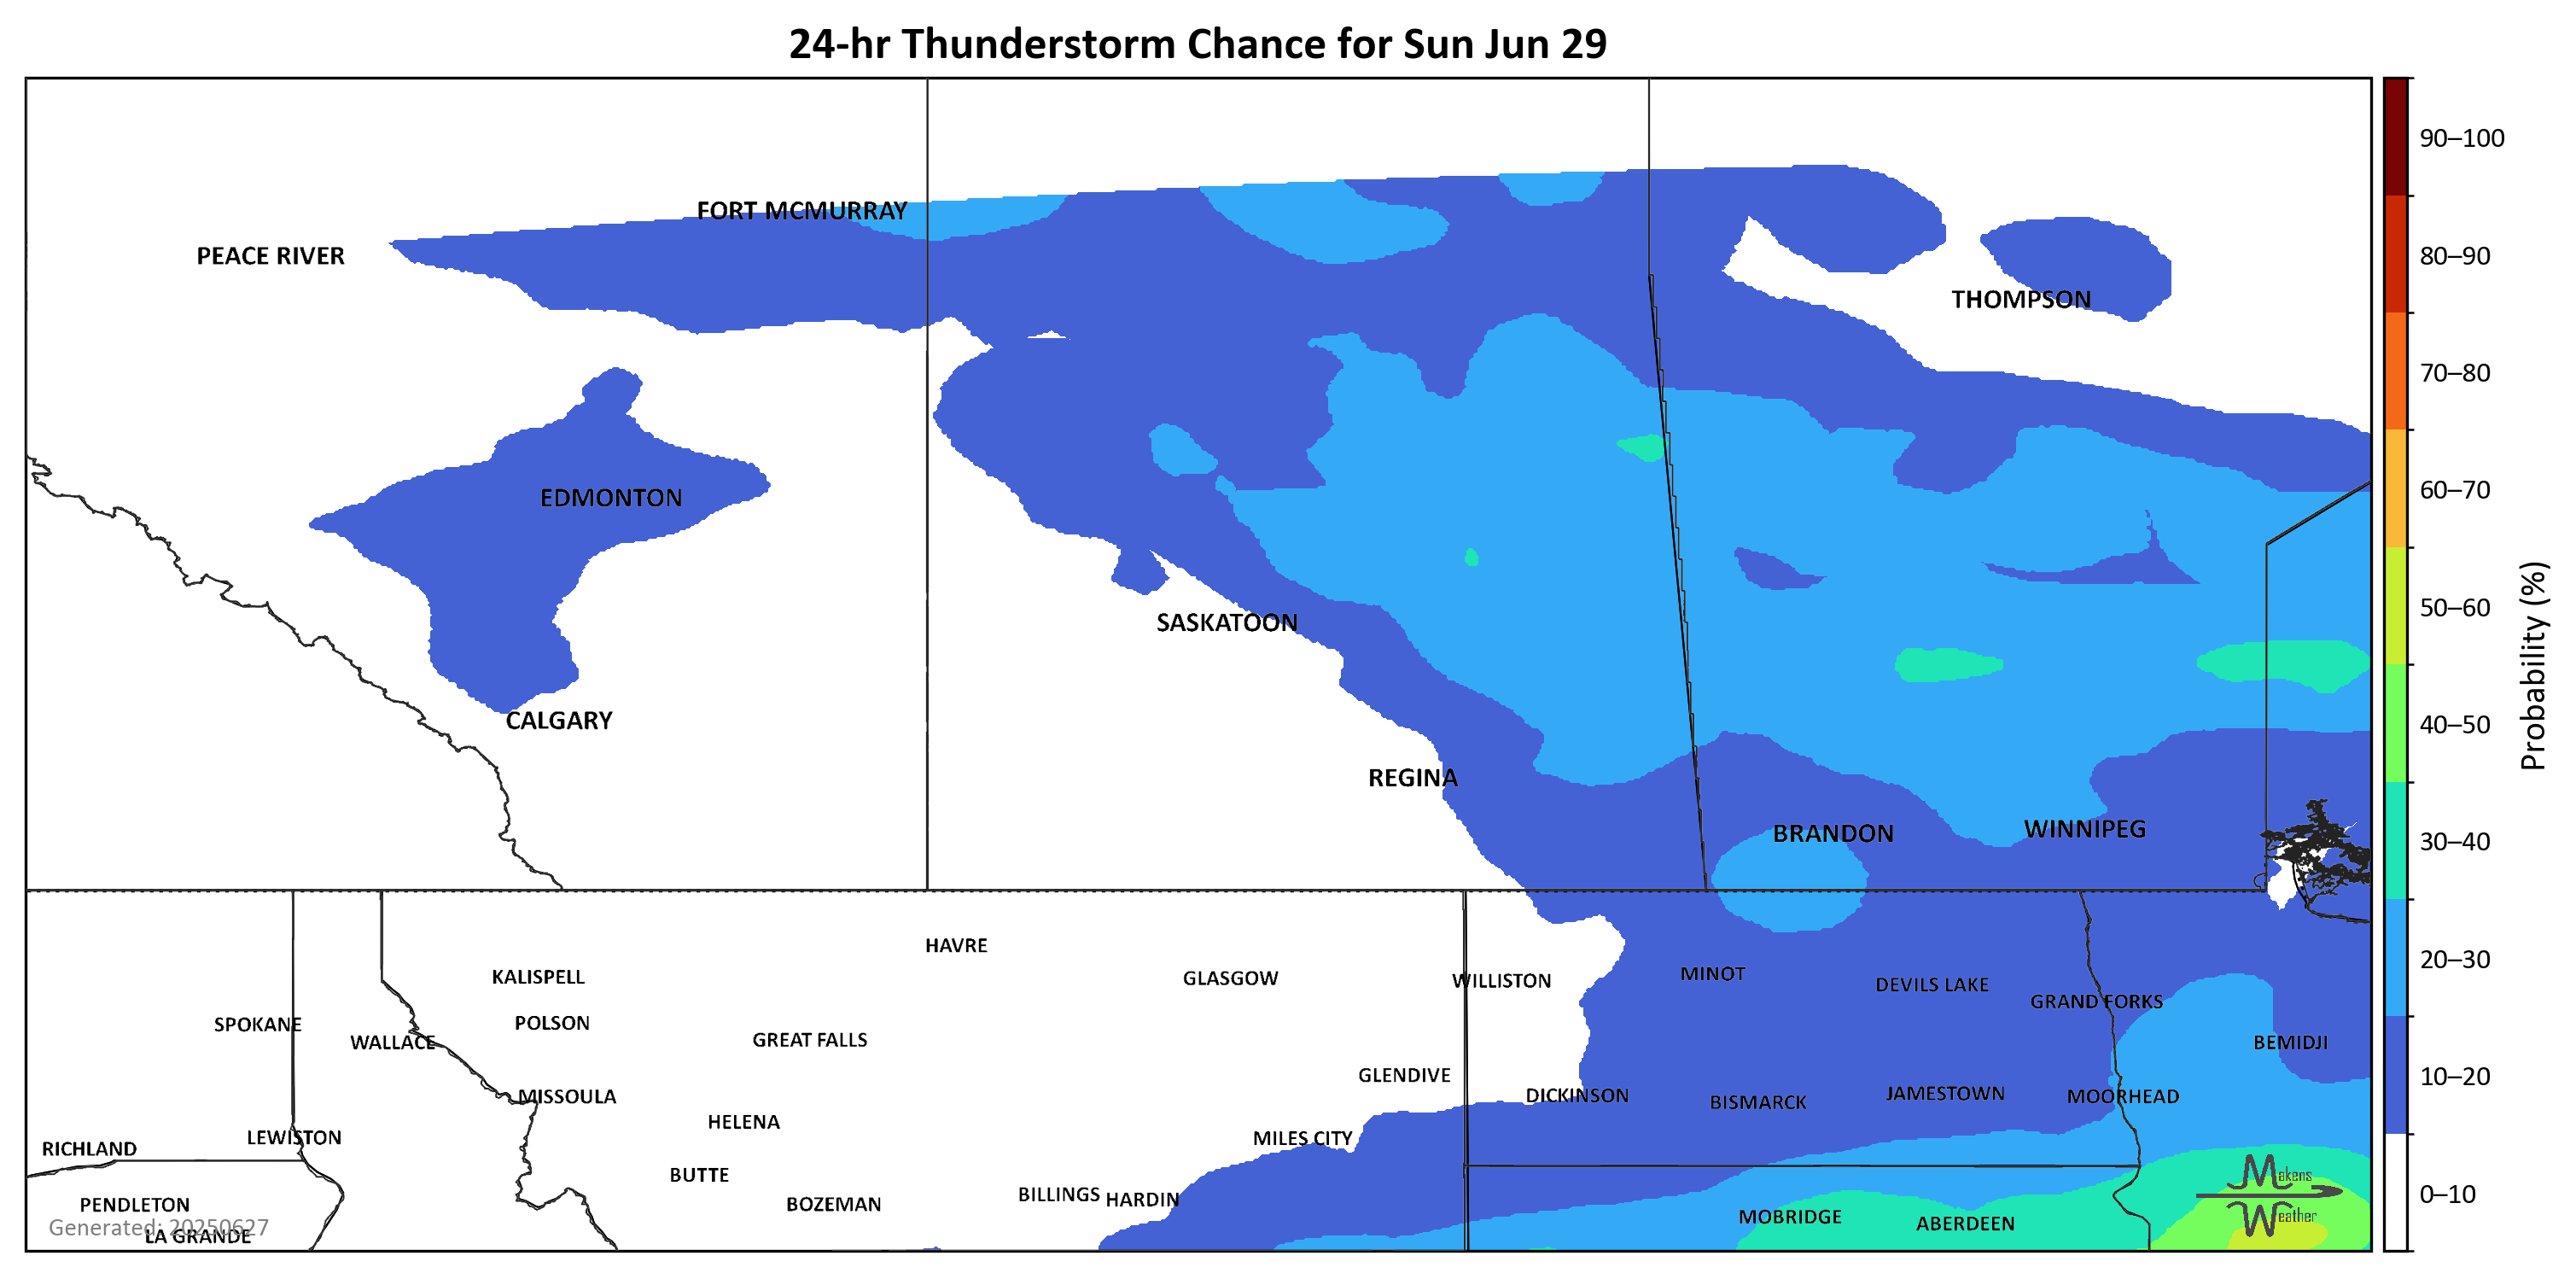 24-hr Thunderstorm Chance for Sun Jun 29
90–100
FORT MCMURRAY
PEACE RIVER
80–90
THOMPSON
70–80
60–70
EDMONTON
50–60
SASKATOON
Probability (%)
CALGARY
40–50
REGINA
BRANDON
WINNIPEG
30–40
HAVRE
20–30
KALISPELL
GLASGOW
WILLISTON
MINOT
DEVILS LAKE
GRAND FORKS
SPOKANE
POLSON
WALLACE
GREAT FALLS
BEMIDJI
GLENDIVE
10–20
MISSOULA
DICKINSON
BISMARCK
JAMESTOWN
MOORHEAD
HELENA
LEWISTON
MILES CITY
RICHLAND
BUTTE
Makens
0–10
BILLINGS
HARDIN
PENDLETON
BOZEMAN
MOBRIDGE
ABERDEEN
Weather
Generated: 20250627
LA GRANDE